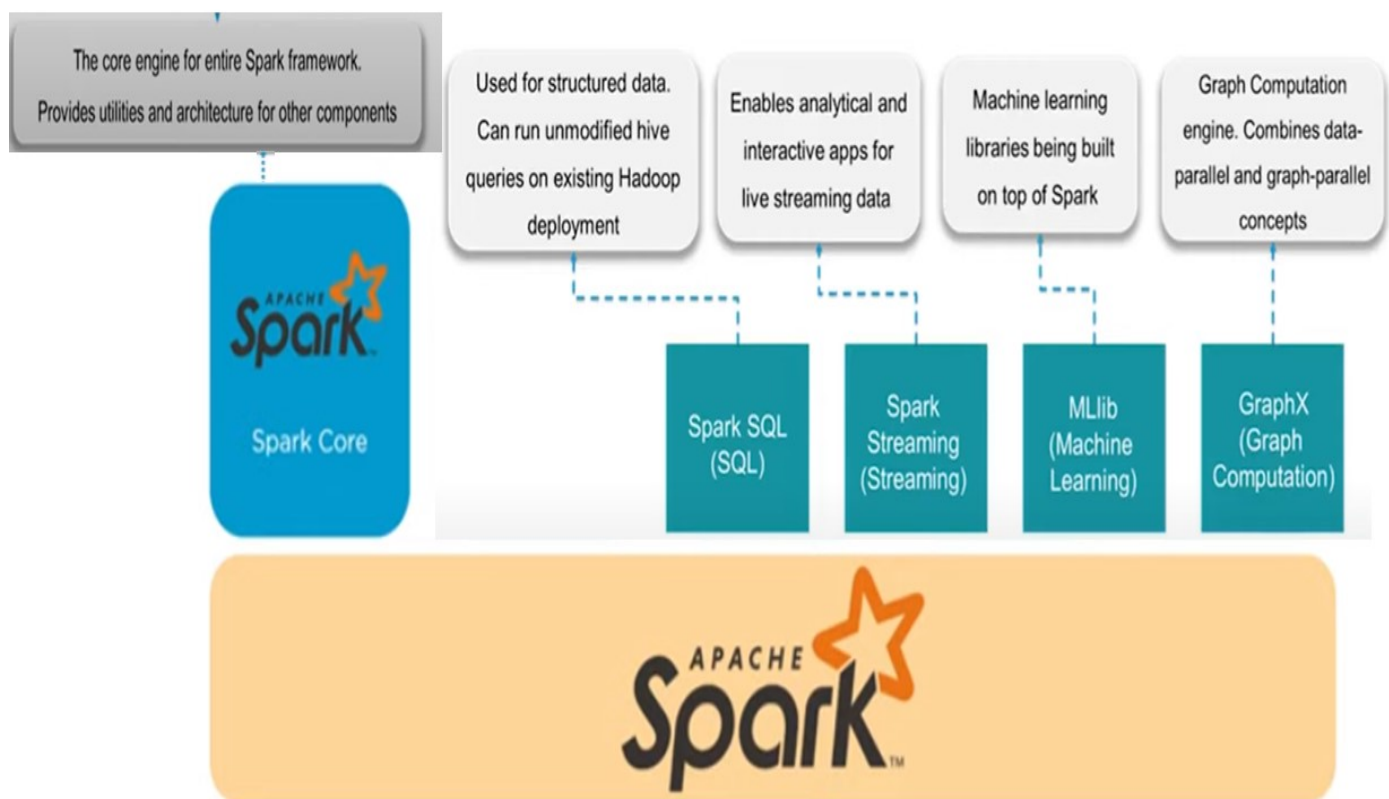 The core engine for entire Spark framework.
Provides utilities and architecture for other components
Used for structured data.
Can run unmodified hive
queries on existing Hadoop
deployment
Enables analytical and
interactive apps for
live streaming data
Machine learning
libraries being built
on top of Spark
Graph Computation
engine. Combines data-
parallel and graph-parallel
concepts
APACHE
Spark™
Spark Core
Spark SQL
(SQL)
Spark
Streaming
(Streaming)
MLlib
(Machine
Learning)
GraphX
(Graph
Computation)
APACHE
Spark™